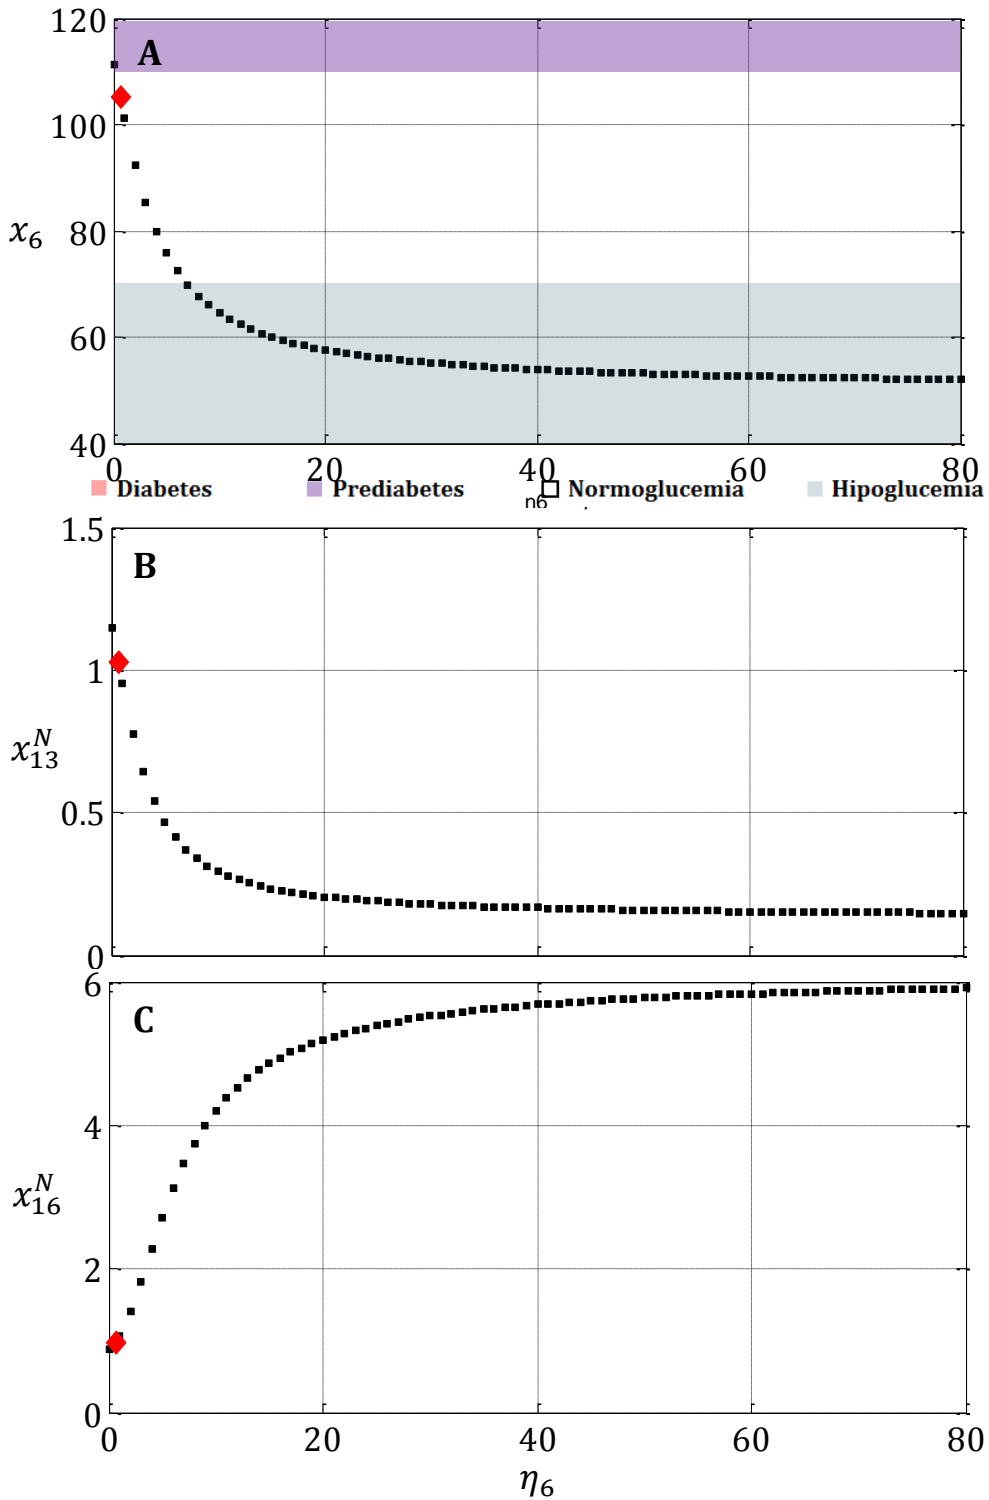 120
A
100
x₆ 80
60
40
0 20 40 60 80
Diabetes Prediabetes Normoglucemia Hipoglucemia
n6
1.5
B
1
x₁₃ᴺ
0.5
0
6
C
4
x₁₆ᴺ
2
0
0 20 40 60 80
η₆